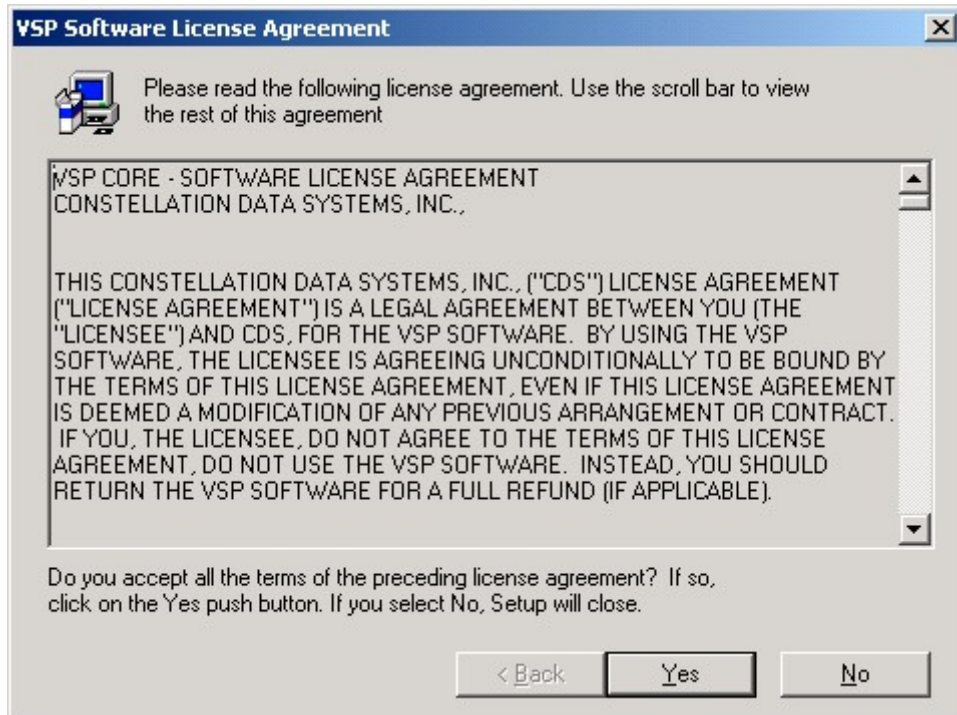 VSP Software License Agreement
Please read the following license agreement. Use the scroll bar to view
the rest of this agreement
VSP CORE - SOFTWARE LICENSE AGREEMENT
CONSTELLATION DATA SYSTEMS, INC.,
THIS CONSTELLATION DATA SYSTEMS, INC., ("CDS") LICENSE AGREEMENT
("LICENSE AGREEMENT") IS A LEGAL AGREEMENT BETWEEN YOU (THE
"LICENSEE") AND CDS, FOR THE VSP SOFTWARE.  BY USING THE VSP
SOFTWARE, THE LICENSEE IS AGREEING UNCONDITIONALLY TO BE BOUND BY
THE TERMS OF THIS LICENSE AGREEMENT, EVEN IF THIS LICENSE AGREEMENT
IS DEEMED A MODIFICATION OF ANY PREVIOUS ARRANGEMENT OR CONTRACT.
IF YOU, THE LICENSEE, DO NOT AGREE TO THE TERMS OF THIS LICENSE
AGREEMENT, DO NOT USE THE VSP SOFTWARE.  INSTEAD, YOU SHOULD
RETURN THE VSP SOFTWARE FOR A FULL REFUND (IF APPLICABLE).
Do you accept all the terms of the preceding license agreement?  If so,
click on the Yes push button. If you select No, Setup will close.
< Back
Yes
No